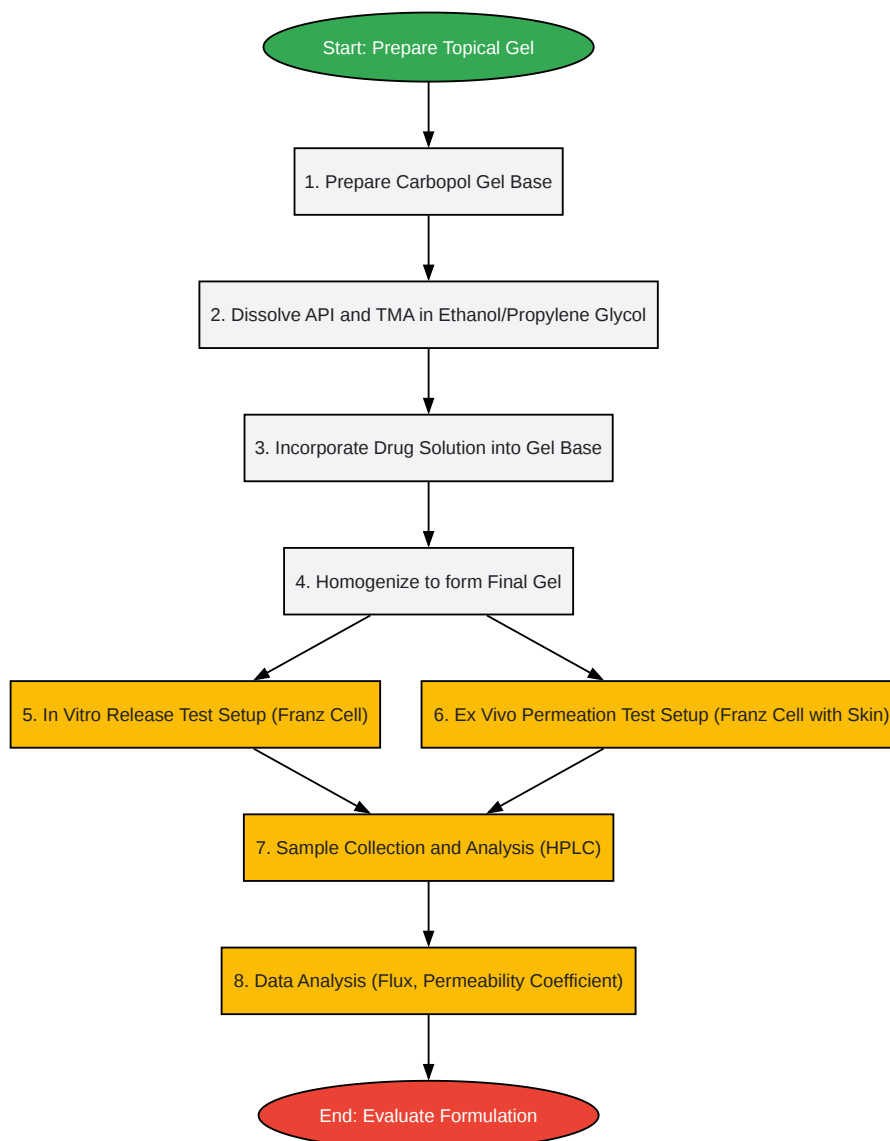 Start: Prepare Topical Gel
1. Prepare Carbopol Gel Base
2. Dissolve API and TMA in Ethanol/Propylene Glycol
3. Incorporate Drug Solution into Gel Base
4. Homogenize to form Final Gel
5. In Vitro Release Test Setup (Franz Cell)
6. Ex Vivo Permeation Test Setup (Franz Cell with Skin)
7. Sample Collection and Analysis (HPLC)
8. Data Analysis (Flux, Permeability Coefficient)
End: Evaluate Formulation